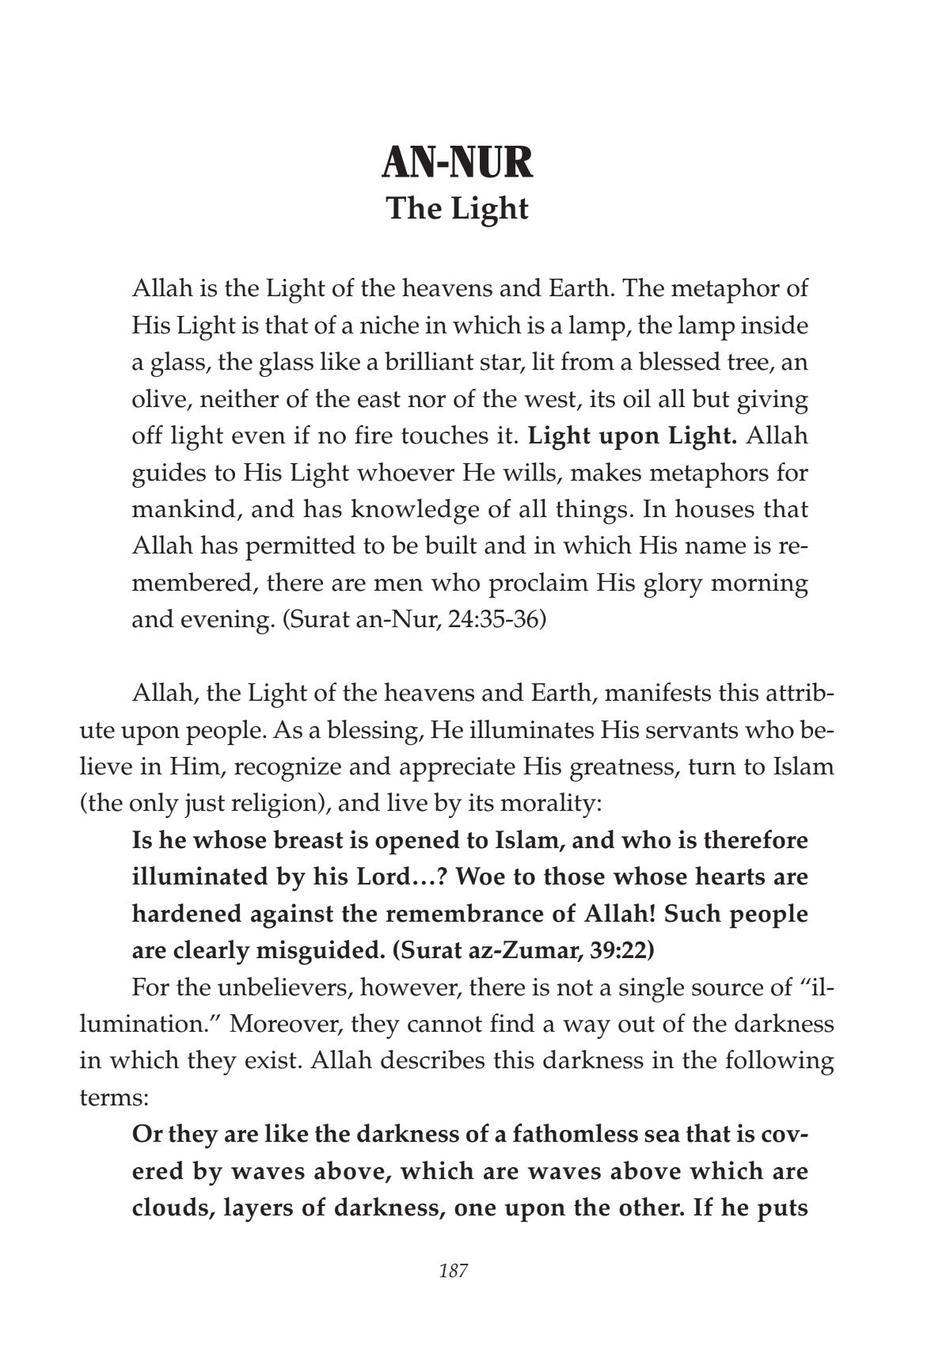 AN-NUR
The Light
Allah is the Light of the heavens and Earth. The metaphor of
His Light is that of a niche in which is a lamp, the lamp inside
a glass, the glass like a brilliant star, lit from a blessed tree, an
olive, neither of the east nor of the west, its oil all but giving
off light even if no fire touches it. Light upon Light. Allah
guides to His Light whoever He wills, makes metaphors for
mankind, and has knowledge of all things. In houses that
Allah has permitted to be built and in which His name is re-
membered, there are men who proclaim His glory morning
and evening. (Surat an-Nur, 24:35-36)
Allah, the Light of the heavens and Earth, manifests this attrib-
ute upon people. As a blessing, He illuminates His servants who be-
lieve in Him, recognize and appreciate His greatness, turn to Islam
(the only just religion), and live by its morality:
Is he whose breast is opened to Islam, and who is therefore
illuminated by his Lord…? Woe to those whose hearts are
hardened against the remembrance of Allah! Such people
are clearly misguided. (Surat az-Zumar, 39:22)
For the unbelievers, however, there is not a single source of “il-
lumination.” Moreover, they cannot find a way out of the darkness
in which they exist. Allah describes this darkness in the following
terms:
Or they are like the darkness of a fathomless sea that is cov-
ered by waves above, which are waves above which are
clouds, layers of darkness, one upon the other. If he puts
187